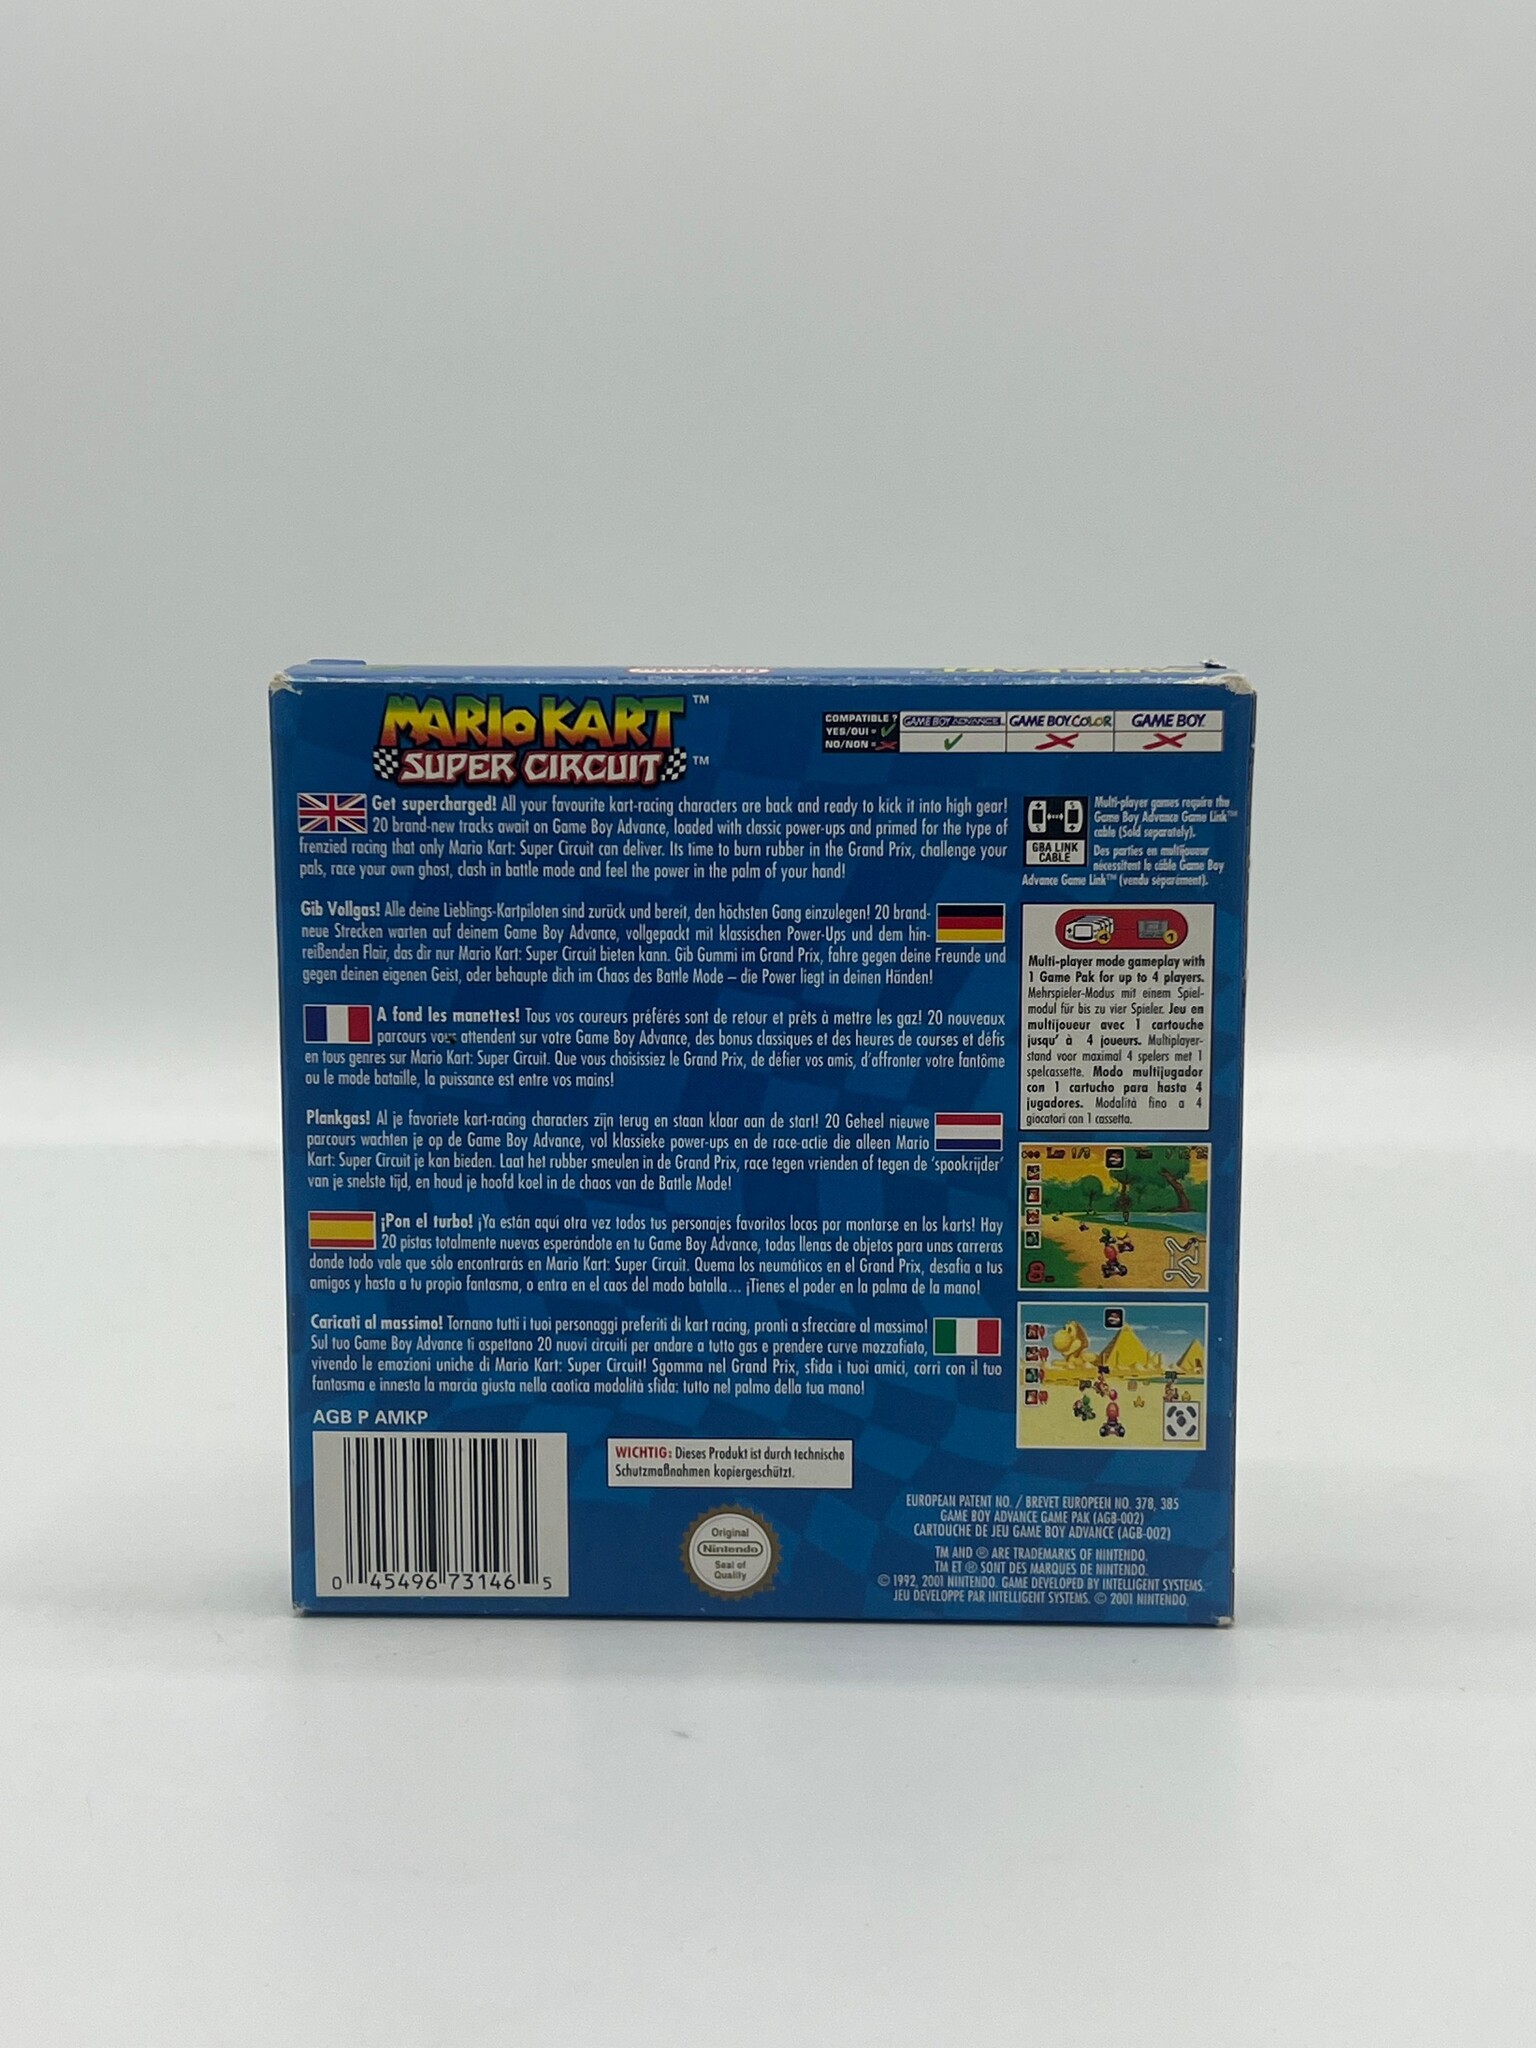 MARIO KART™
SUPER CIRCUIT™
COMPATIBLE ?
YES/OUI =
NO/NON =
GAME BOY ADVANCE
GAME BOY COLOR
GAME BOY
Get supercharged! All your favourite kart-racing characters are back and ready to kick it into high gear!
20 brand-new tracks await on Game Boy Advance, loaded with classic power-ups and primed for the type of
frenzied racing that only Mario Kart: Super Circuit can deliver. Its time to burn rubber in the Grand Prix, challenge your
pals, race your own ghost, clash in battle mode and feel the power in the palm of your hand!
GBA LINK
CABLE
Multi-player games require the
Game Boy Advance Game Link™
cable (Sold separately).
Des parties en multijoueur
nécessitent le câble Game Boy
Advance Game Link™ (vendu séparément).
Gib Vollgas! Alle deine Lieblings-Kartpiloten sind zurück und bereit, den höchsten Gang einzulegen! 20 brand-
neue Strecken warten auf deinem Game Boy Advance, vollgepackt mit klassischen Power-Ups und dem hin-
reißenden Flair, das dir nur Mario Kart: Super Circuit bieten kann. Gib Gummi im Grand Prix, fahre gegen deine Freunde und
gegen deinen eigenen Geist, oder behaupte dich im Chaos des Battle Mode – die Power liegt in deinen Händen!
4
1
Multi-player mode gameplay with
1 Game Pak for up to 4 players.
Mehrspieler-Modus mit einem Spiel-
modul für bis zu vier Spieler. Jeu en
multijoueur avec 1 cartouche
jusqu' à 4 joueurs. Multiplayer-
stand voor maximal 4 spelers met 1
spelcassette. Modo multijugador
con 1 cartucho para hasta 4
jugadores. Modalità fino a 4
giocatori con 1 cassetta.
A fond les manettes! Tous vos coureurs préférés sont de retour et prêts à mettre les gaz! 20 nouveaux
parcours vous attendent sur votre Game Boy Advance, des bonus classiques et des heures de courses et défis
en tous genres sur Mario Kart: Super Circuit. Que vous choisissiez le Grand Prix, de défier vos amis, d'affronter votre fantôme
ou le mode bataille, la puissance est entre vos mains!
Plankgas! Al je favoriete kart-racing characters zijn terug en staan klaar aan de start! 20 Geheel nieuwe
parcours wachten je op de Game Boy Advance, vol klassieke power-ups en de race-actie die alleen Mario
Kart: Super Circuit je kan bieden. Laat het rubber smeulen in de Grand Prix, race tegen vrienden of tegen de 'spookrijder'
van je snelste tijd, en houd je hoofd koel in de chaos van de Battle Mode!
Lap 1/3
8
¡Pon el turbo! ¡Ya están aquí otra vez todos tus personajes favoritos locos por montarse en los karts! Hay
20 pistas totalmente nuevas esperándote en tu Game Boy Advance, todas llenas de objetos para unas carreras
donde todo vale que sólo encontrarás en Mario Kart: Super Circuit. Quema los neumáticos en el Grand Prix, desafía a tus
amigos y hasta a tu propio fantasma, o entra en el caos del modo batalla... ¡Tienes el poder en la palma de la mano!
Caricati al massimo! Tornano tutti i tuoi personaggi preferiti di kart racing, pronti a sfrecciare al massimo!
Sul tuo Game Boy Advance ti aspettano 20 nuovi circuiti per andare a tutto gas e prendere curve mozzafiato,
vivendo le emozioni uniche di Mario Kart: Super Circuit! Sgomma nel Grand Prix, sfida i tuoi amici, corri con il tuo
fantasma e innesta la marcia giusta nella caotica modalità sfida: tutto nel palmo della tua mano!
AGB P AMKP
0 45496 73146 5
WICHTIG: Dieses Produkt ist durch technische
Schutzmaßnahmen kopiergeschützt.
Original
Nintendo
Seal of
Quality
EUROPEAN PATENT NO. / BREVET EUROPEEN NO. 378, 385
GAME BOY ADVANCE GAME PAK (AGB-002)
CARTOUCHE DE JEU GAME BOY ADVANCE (AGB-002)
TM AND ® ARE TRADEMARKS OF NINTENDO.
TM ET ® SONT DES MARQUES DE NINTENDO.
© 1992, 2001 NINTENDO. GAME DEVELOPED BY INTELLIGENT SYSTEMS.
JEU DEVELOPPE PAR INTELLIGENT SYSTEMS. © 2001 NINTENDO.